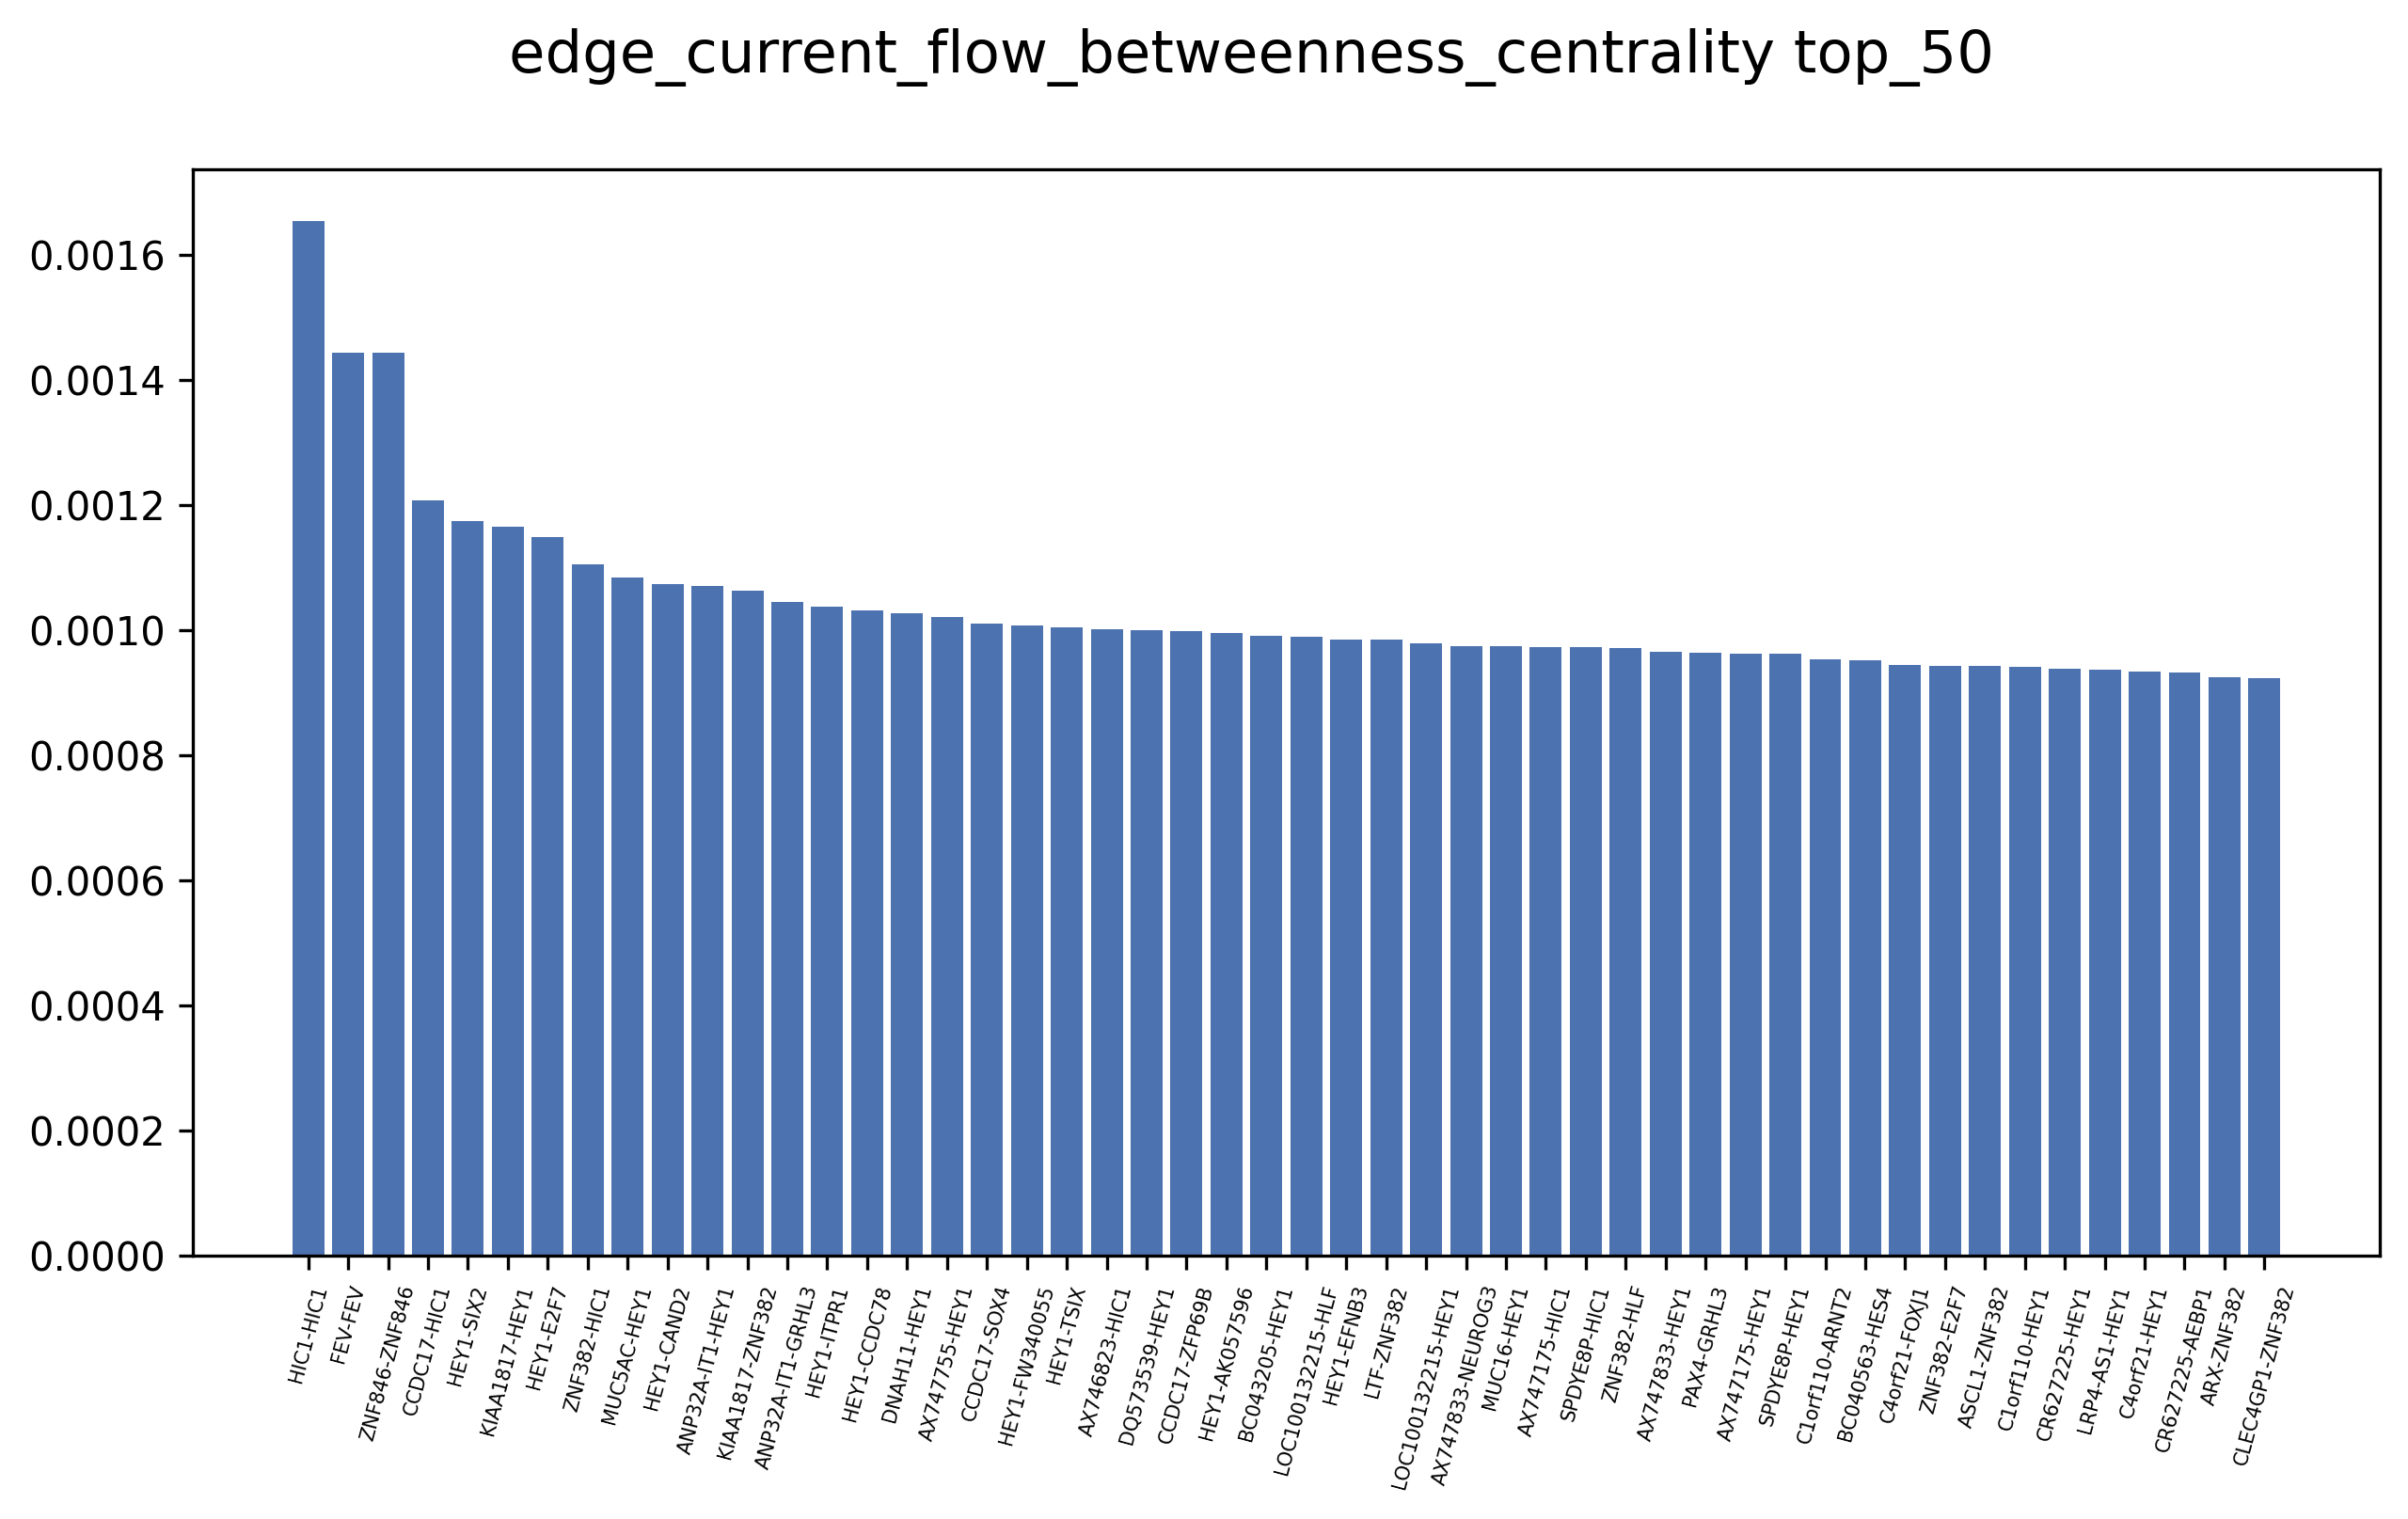 edge_current_flow_betweenness_centrality top_50
0.0016
0.0014
0.0012
0.0010
0.0008
0.0006
0.0004
0.0002
0.0000
HIC1-HIC1
FEV-FEV
ZNF846-ZNF846
CCDC17-HIC1
HEY1-SIX2
KIAA1817-HEY1
HEY1-E2F7
ZNF382-HIC1
MUC5AC-HEY1
HEY1-CAND2
ANP32A-IT1-HEY1
KIAA1817-ZNF382
ANP32A-IT1-GRHL3
HEY1-ITPR1
HEY1-CCDC78
DNAH11-HEY1
AX747755-HEY1
CCDC17-SOX4
HEY1-FW340055
HEY1-TSIX
AX746823-HIC1
DQ573539-HEY1
CCDC17-ZFP69B
HEY1-AK057596
BC043205-HEY1
LOC100132215-HLF
HEY1-EFNB3
LTF-ZNF382
LOC100132215-HEY1
AX747833-NEUROG3
MUC16-HEY1
AX747175-HIC1
SPDYE8P-HIC1
ZNF382-HLF
AX747833-HEY1
PAX4-GRHL3
AX747175-HEY1
SPDYE8P-HEY1
C1orf110-ARNT2
BC040563-HES4
C4orf21-FOXJ1
ZNF382-E2F7
ASCL1-ZNF382
C1orf110-HEY1
CR627225-HEY1
LRP4-AS1-HEY1
C4orf21-HEY1
CR627225-AEBP1
ARX-ZNF382
CLEC4GP1-ZNF382